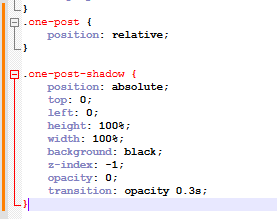 }
.one-post {
position: relative;
}
.one-post-shadow {
position: absolute;
top: 0;
left: 0;
height: 100%;
width: 100%;
background: black;
z-index: -1;
opacity: 0;
transition: opacity 0.3s;
}